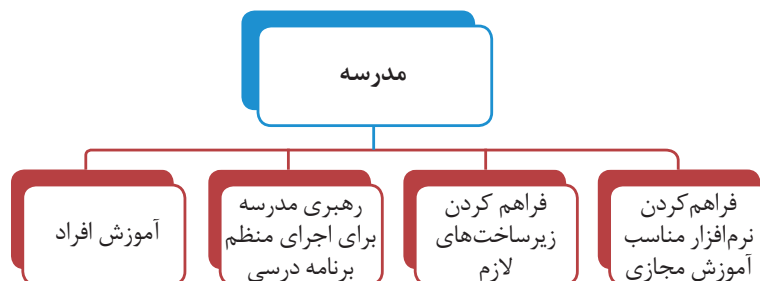 مدرسه
فراهم‌کردن
نرم‌افزار مناسب
آموزش مجازی
فراهم کردن
زیرساخت‌های
لازم
رهبری مدرسه
برای اجرای منظم
برنامه درسی
آموزش افراد